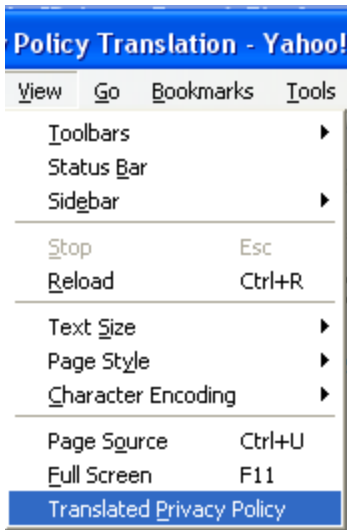 Policy Translation - Yahoo!
View Go Bookmarks Tools
Toolbars
Status Bar
Sidebar
Stop Esc
Reload Ctrl+R
Text Size
Page Style
Character Encoding
Page Source Ctrl+U
Full Screen F11
Translated Privacy Policy